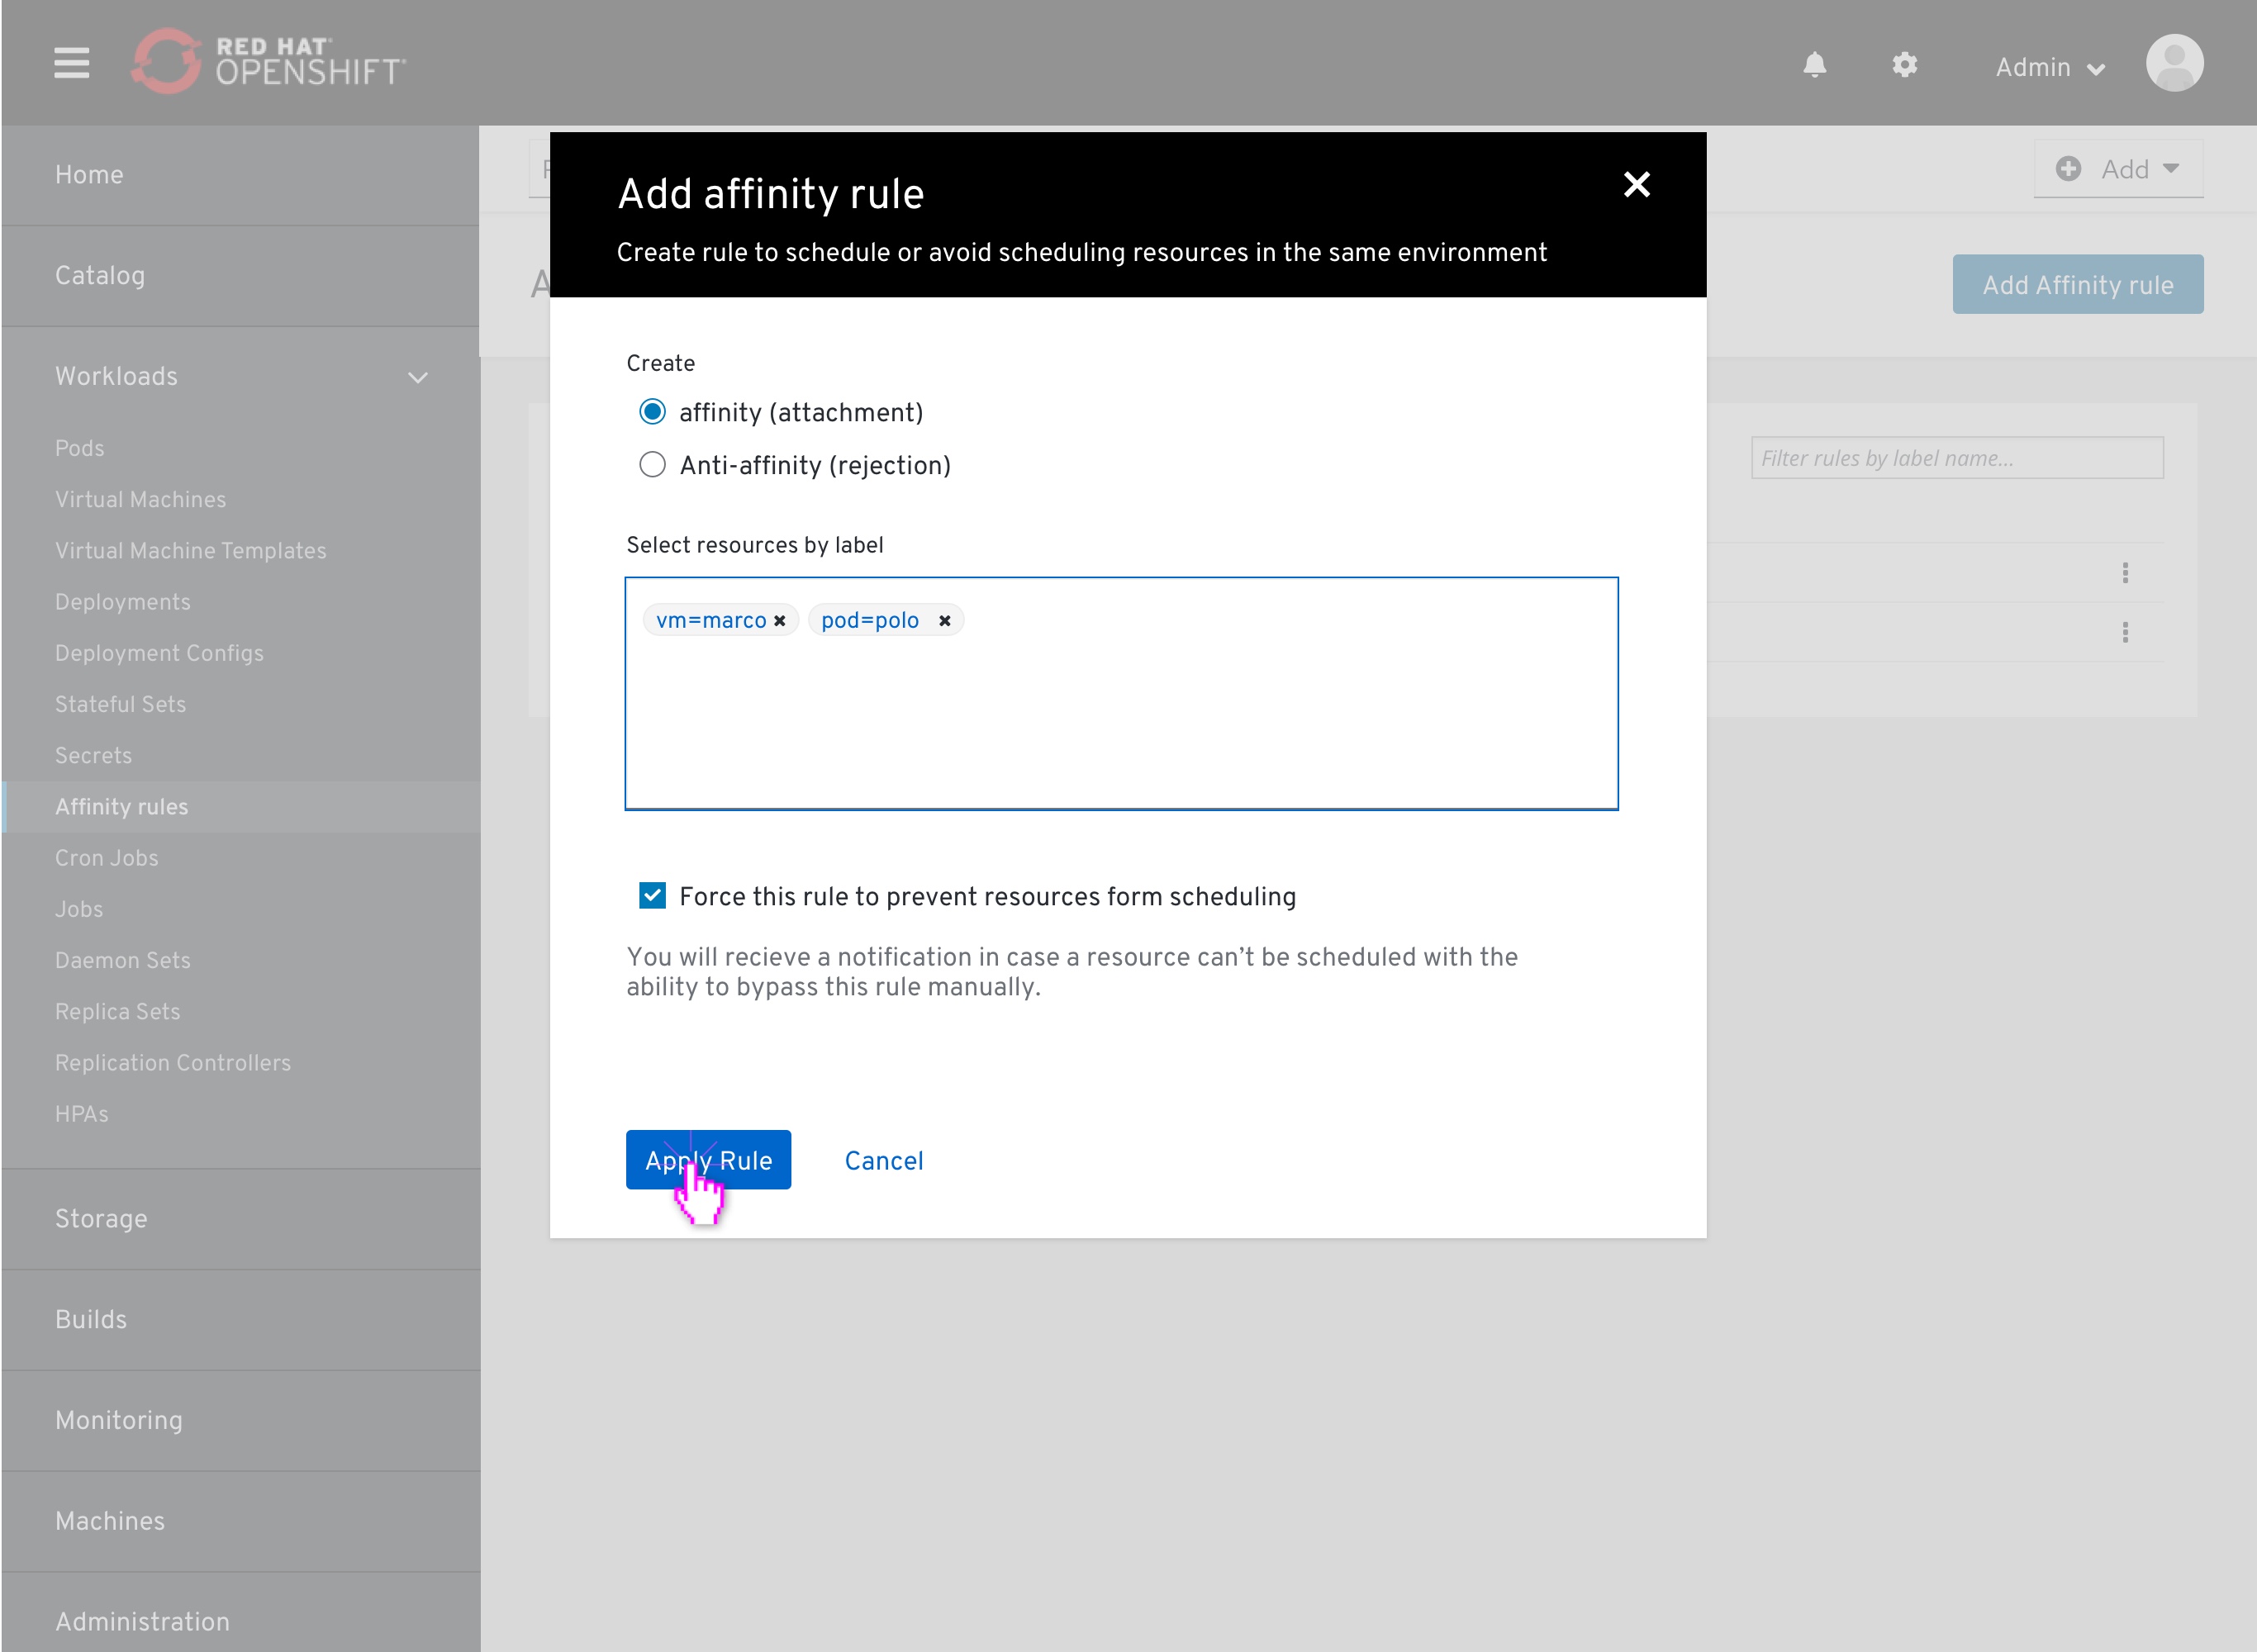 RED HAT
OPENSHIFT
Admin
Home
Catalog
Workloads
Pods
Virtual Machines
Virtual Machine Templates
Deployments
Deployment Configs
Stateful Sets
Secrets
Affinity rules
Cron Jobs
Jobs
Daemon Sets
Replica Sets
Replication Controllers
HPAs
Storage
Builds
Monitoring
Machines
Administration
Add
Add Affinity rule
Filter rules by label name...
Add affinity rule
Create rule to schedule or avoid scheduling resources in the same environment
Create
affinity (attachment)
Anti-affinity (rejection)
Select resources by label
vm=marco pod=polo
Force this rule to prevent resources form scheduling
You will recieve a notification in case a resource can’t be scheduled with the
ability to bypass this rule manually.
Apply Rule Cancel